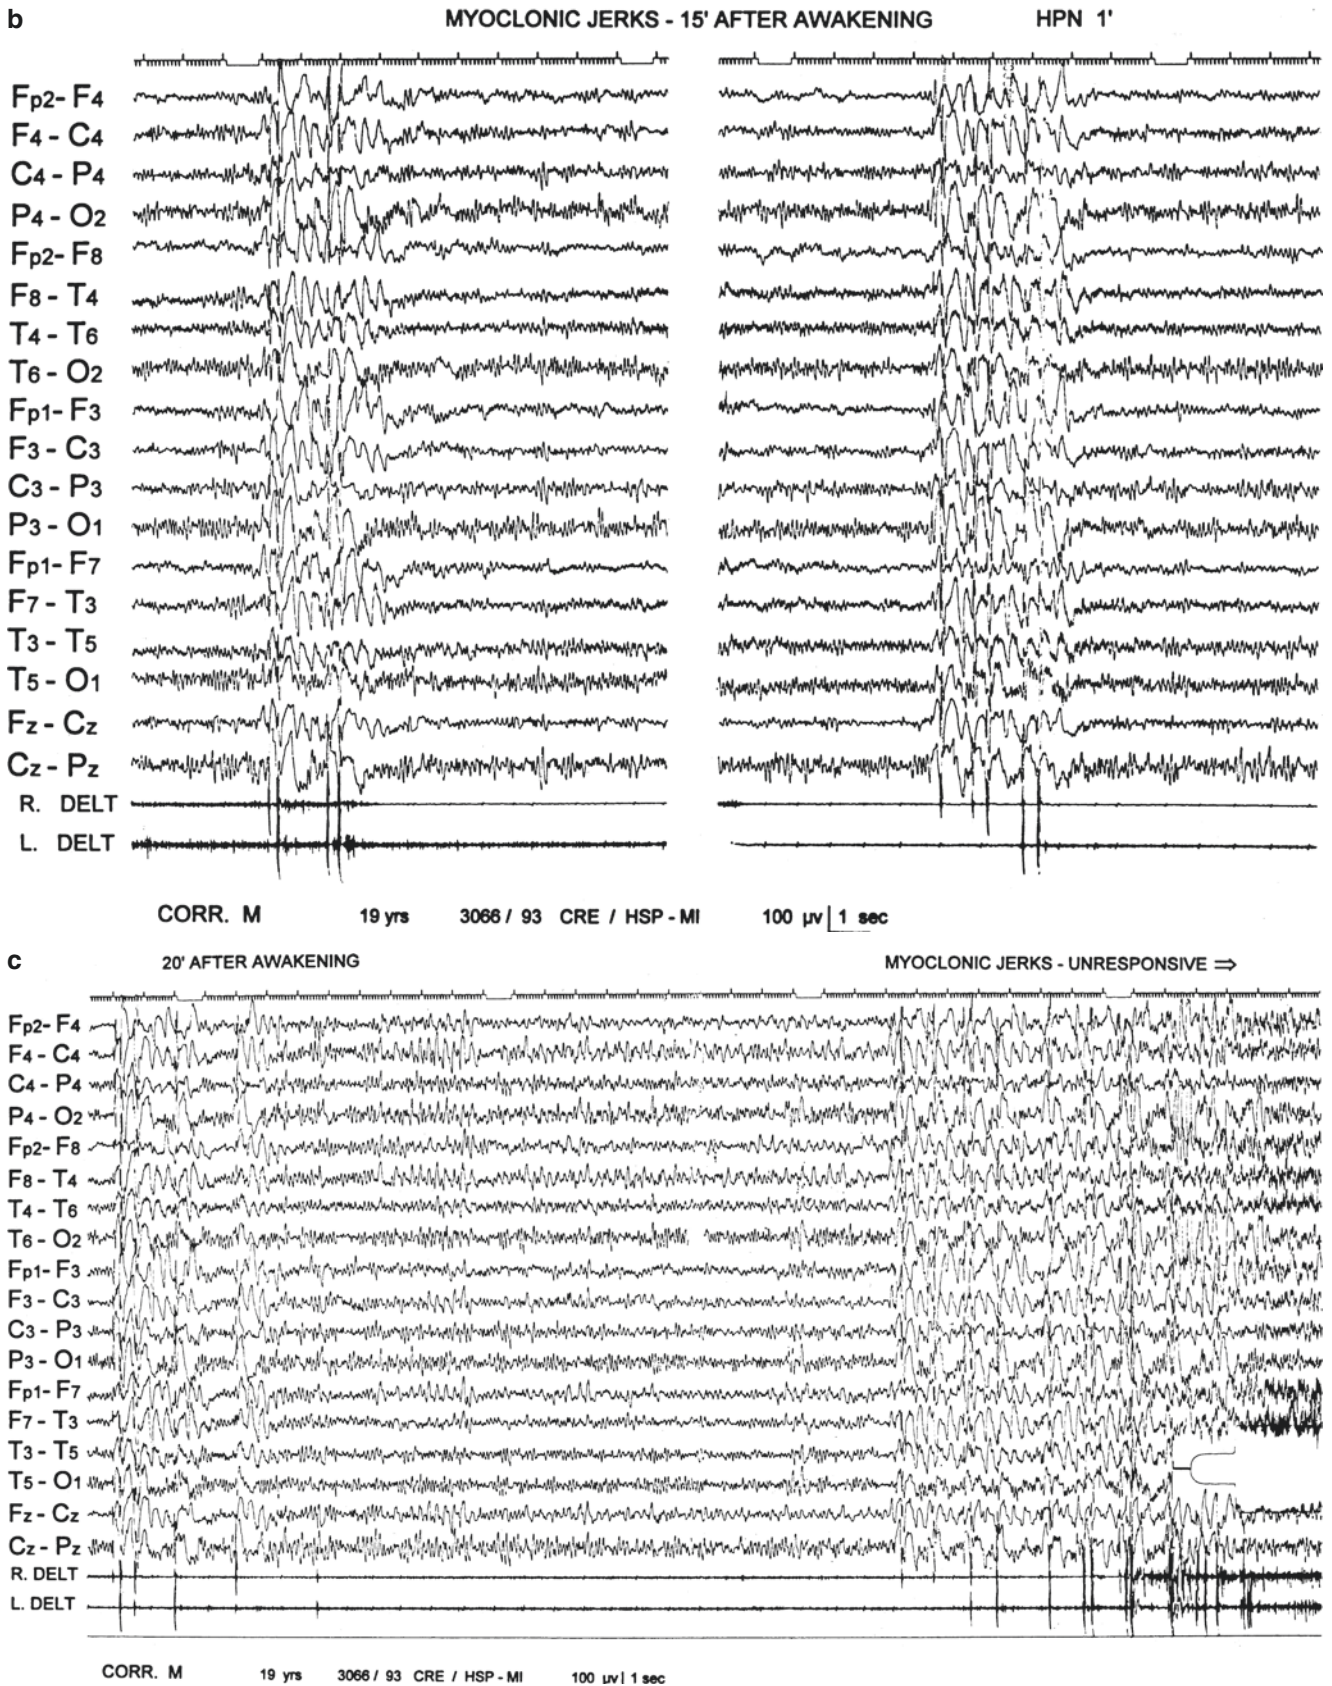 b
MYOCLONIC JERKS - 15' AFTER AWAKENING HPN 1'
Fp2- F4
F4 - C4
C4 - P4
P4 - O2
Fp2- F8
F8 - T4
T4 - T6
T6 - O2
Fp1- F3
F3 - C3
C3 - P3
P3 - O1
Fp1- F7
F7 - T3
T3 - T5
T5 - O1
Fz - Cz
Cz - Pz
R. DELT
L. DELT
CORR. M 19 yrs 3066 / 93 CRE / HSP - MI 100 μv 1 sec
c
20' AFTER AWAKENING MYOCLONIC JERKS - UNRESPONSIVE ⇒
Fp2- F4
F4 - C4
C4 - P4
P4 - O2
Fp2- F8
F8 - T4
T4 - T6
T6 - O2
Fp1- F3
F3 - C3
C3 - P3
P3 - O1
Fp1- F7
F7 - T3
T3 - T5
T5 - O1
Fz - Cz
Cz - Pz
R. DELT
L. DELT
CORR. M 19 yrs 3066 / 93 CRE / HSP - MI 100 μv 1 sec